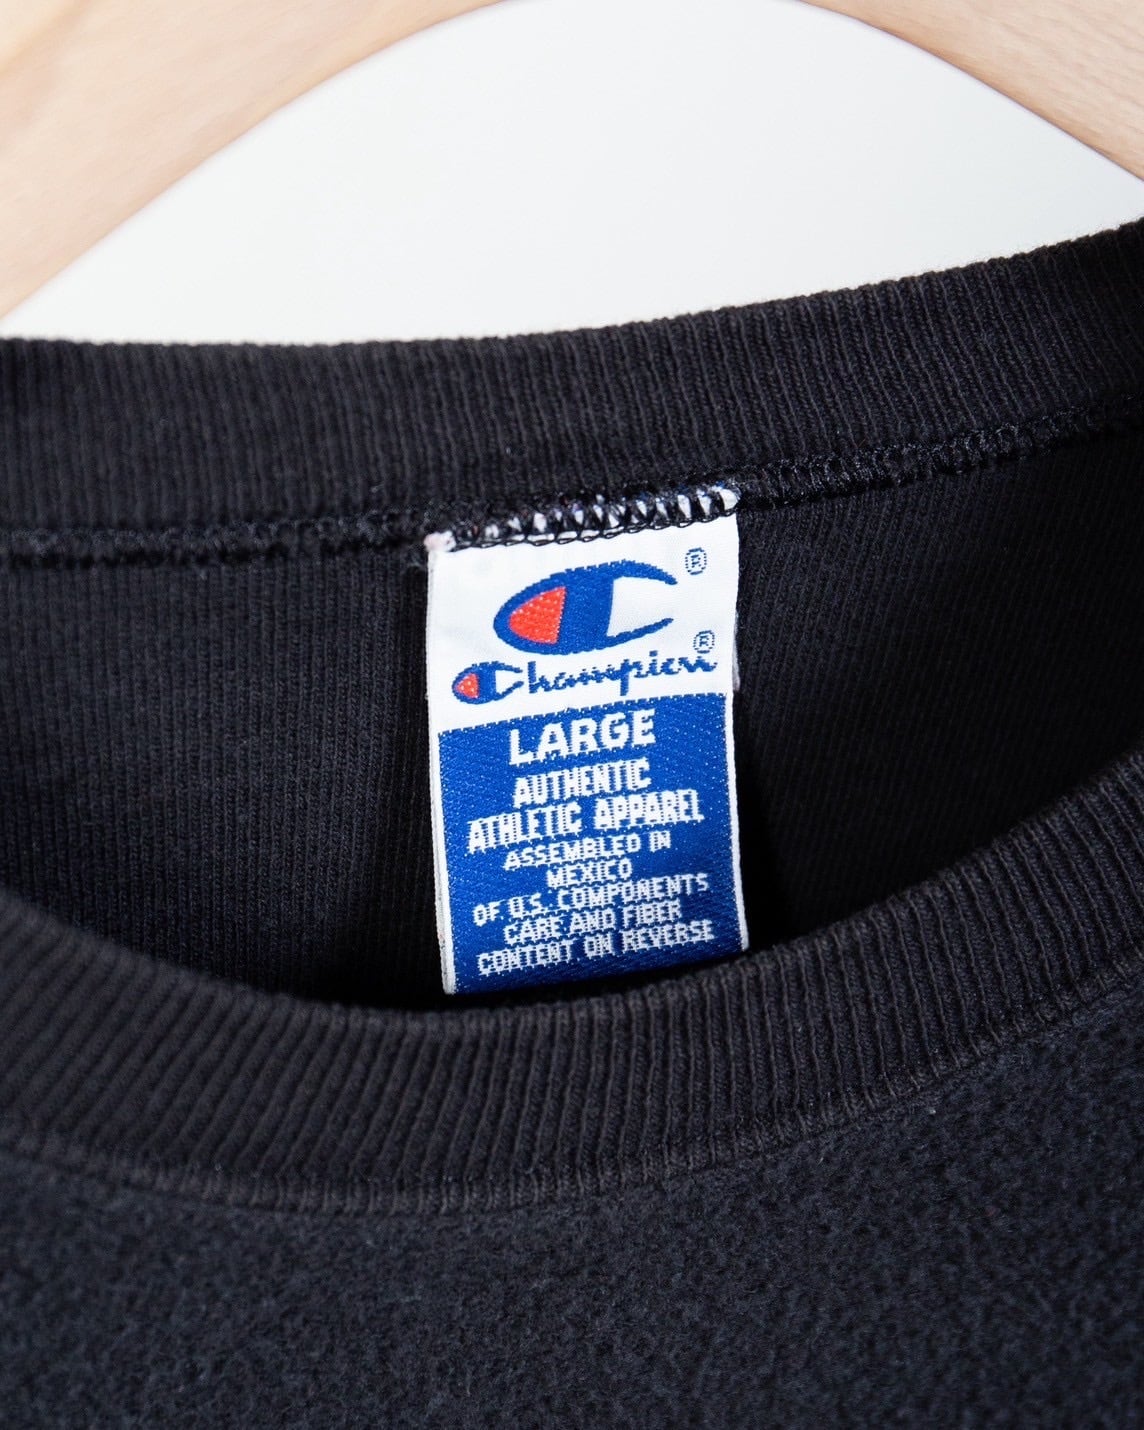 ®
Champion®
LARGE
AUTHENTIC
ATHLETIC APPAREL
ASSEMBLED IN
MEXICO
OF U.S. COMPONENTS
CARE AND FIBER
CONTENT ON REVERSE